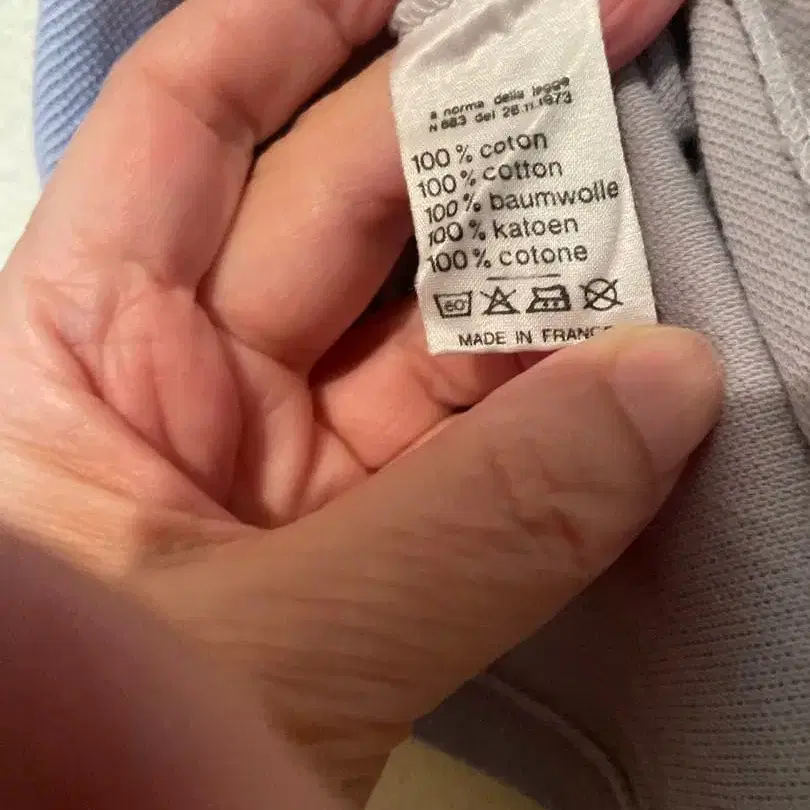 a norma della legge
N 883 del 26.11.1973
100 % coton
100 % cotton
100 % baumwolle
100 % katoen
100 % cotone
60
MADE IN FRANCE